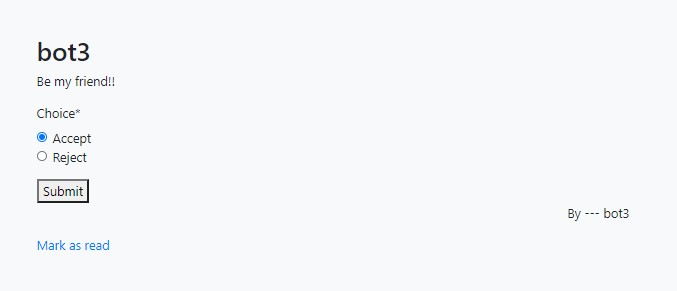 bot3
Be my friend!!
Choice*
Accept
Reject
Submit
By --- bot3
Mark as read